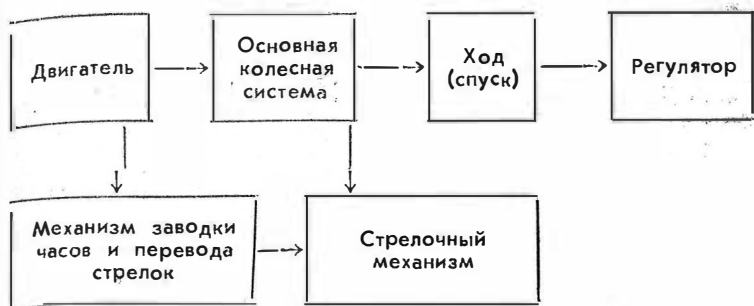 Двигатель
Основная
колесная
система
Ход
(спуск)
Регулятор
Механизм заводки
часов и перевода
стрелок
Стрелочный
механизм